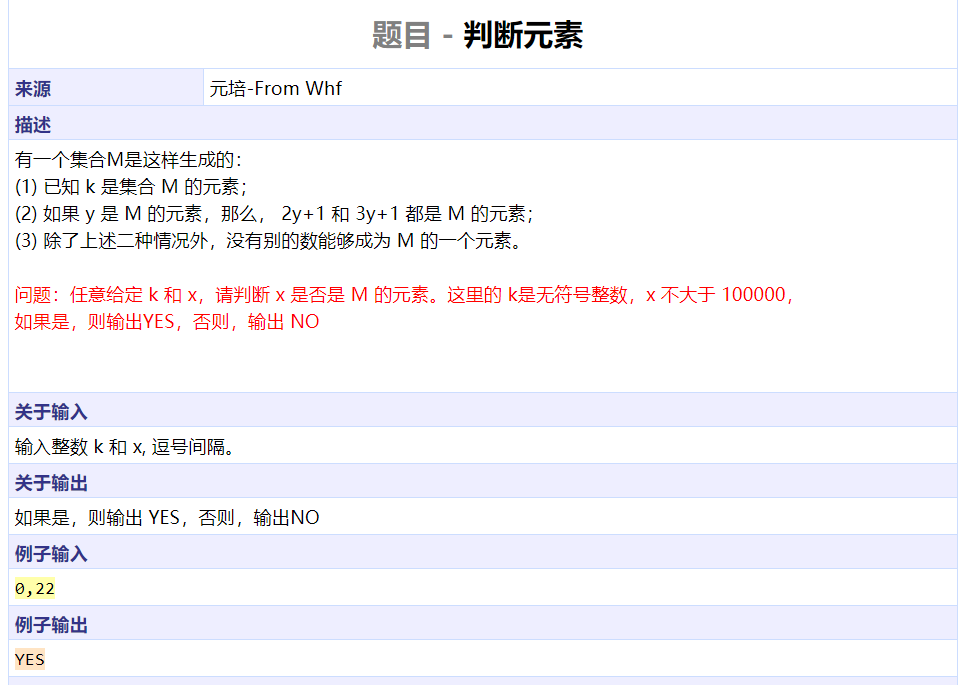 题目 - 判断元素
来源 元培-From Whf
描述
有一个集合M是这样生成的：
(1) 已知 k 是集合 M 的元素；
(2) 如果 y 是 M 的元素，那么， 2y+1 和 3y+1 都是 M 的元素；
(3) 除了上述二种情况外，没有别的数能够成为 M 的一个元素。
问题：任意给定 k 和 x，请判断 x 是否是 M 的元素。这里的 k是无符号整数，x 不大于 100000，
如果是，则输出YES，否则，输出 NO
关于输入
输入整数 k 和 x, 逗号间隔。
关于输出
如果是，则输出 YES，否则，输出NO
例子输入
0,22
例子输出
YES